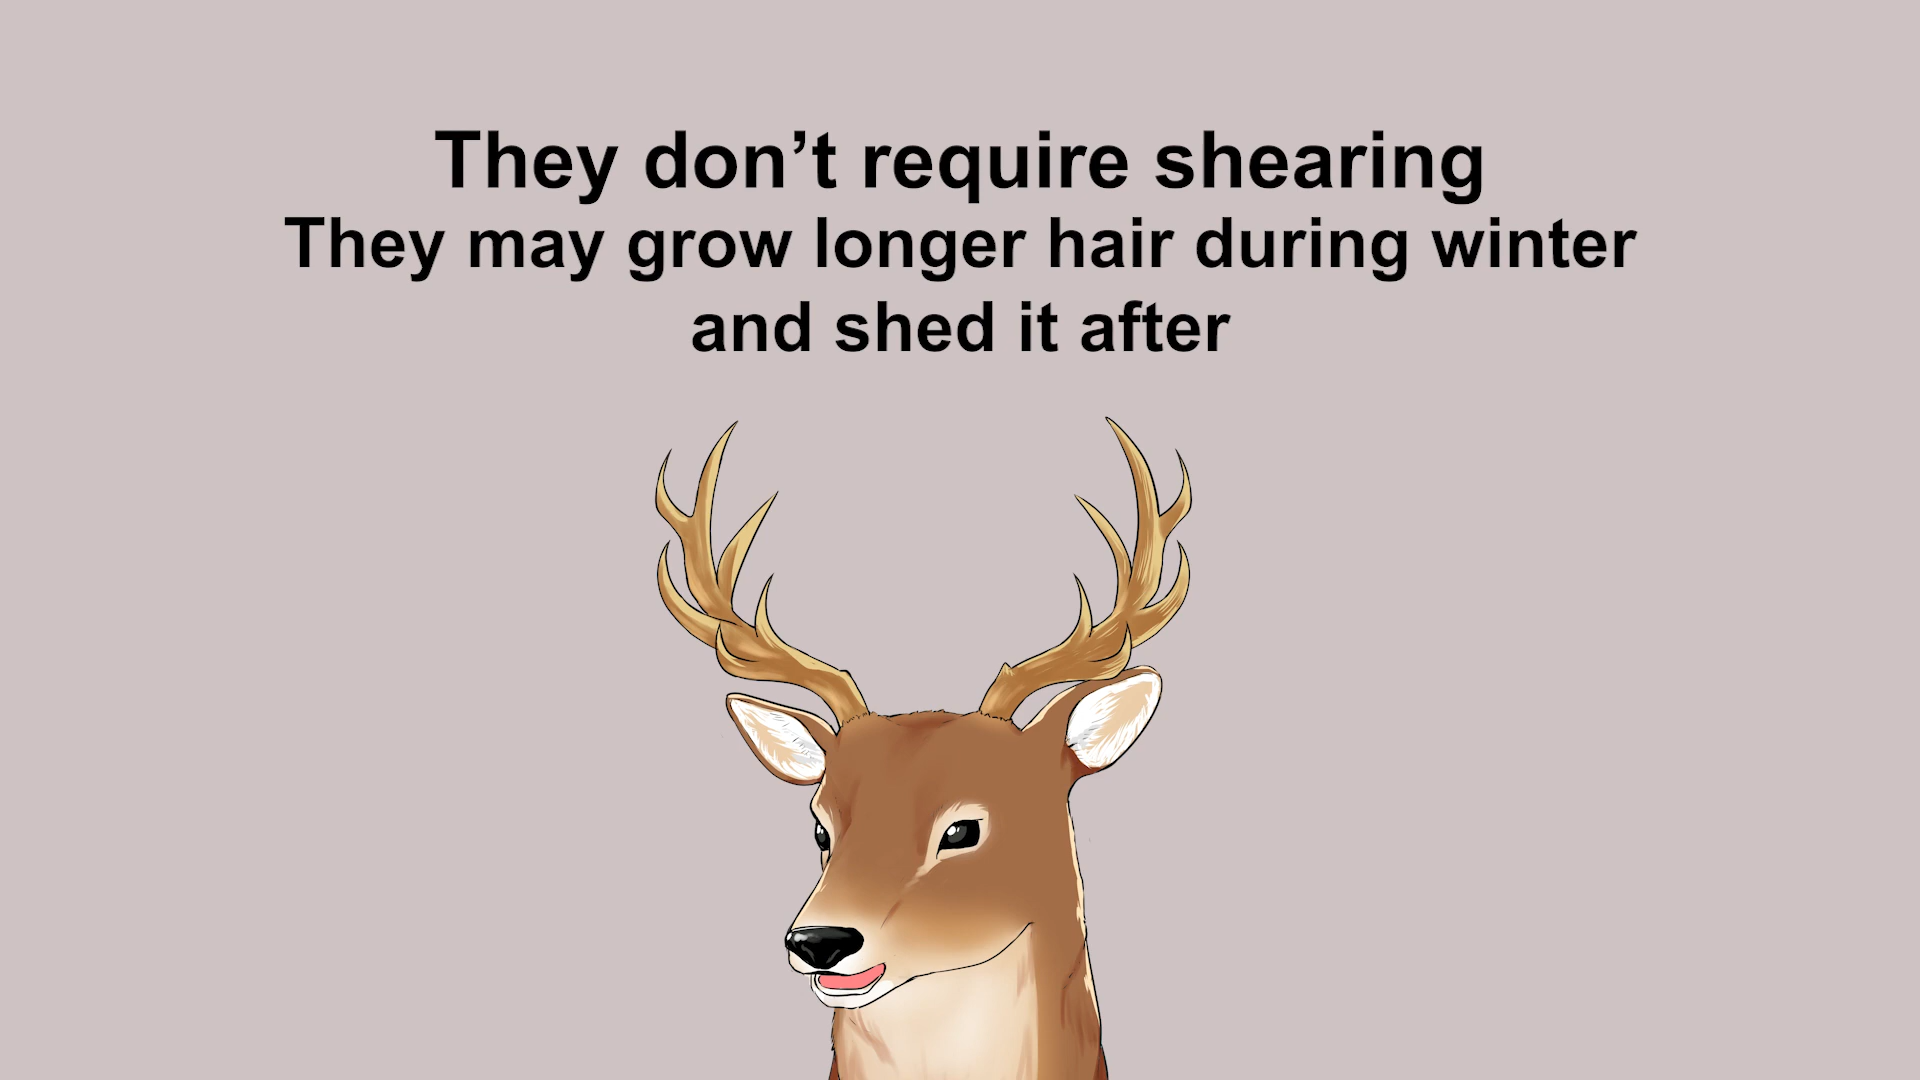 They don’t require shearing
They may grow longer hair during winter
and shed it after